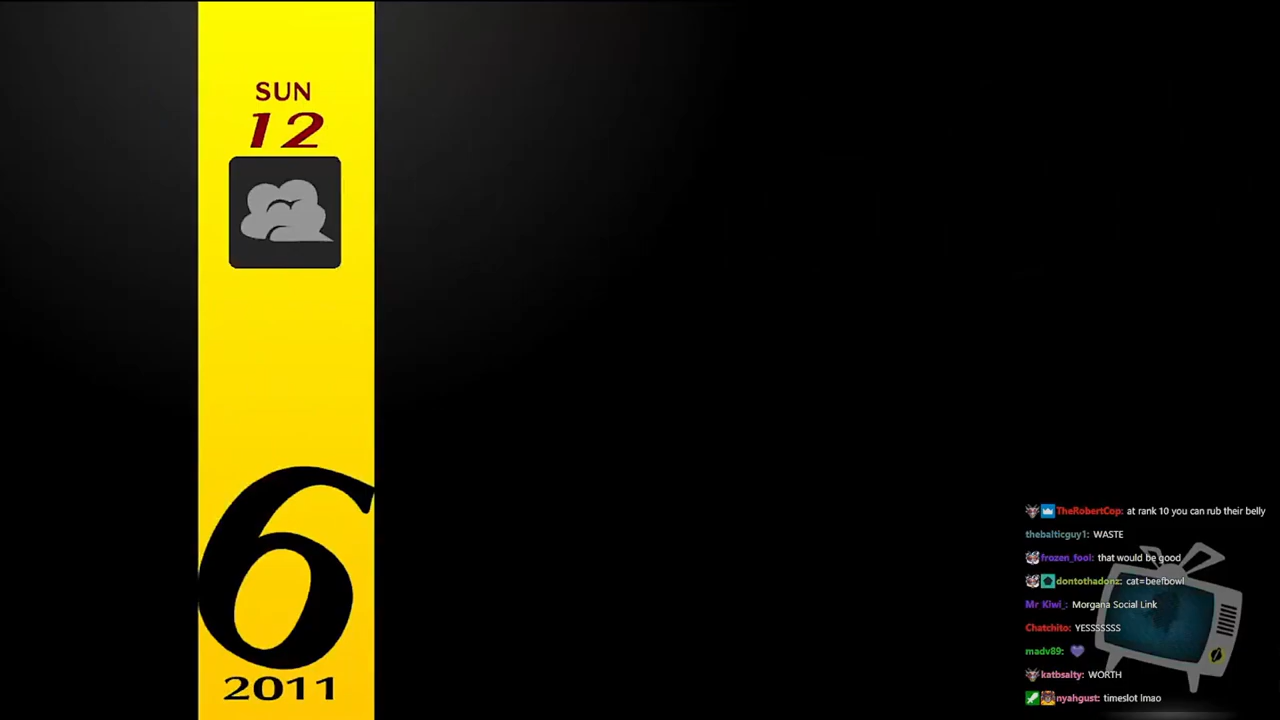 SUN
12
6
2011
TheRobertCop: at rank 10 you can rub their belly
thebalticguy1: WASTE
frozen_fool: that would be good
dontothadonz: cat=beefbowl
Mr_Kiwi_: Morgana Social Link
Chatchito: YESSSSSSS
madv89:
katbsalty: WORTH
nyahgust: timeslot lmao